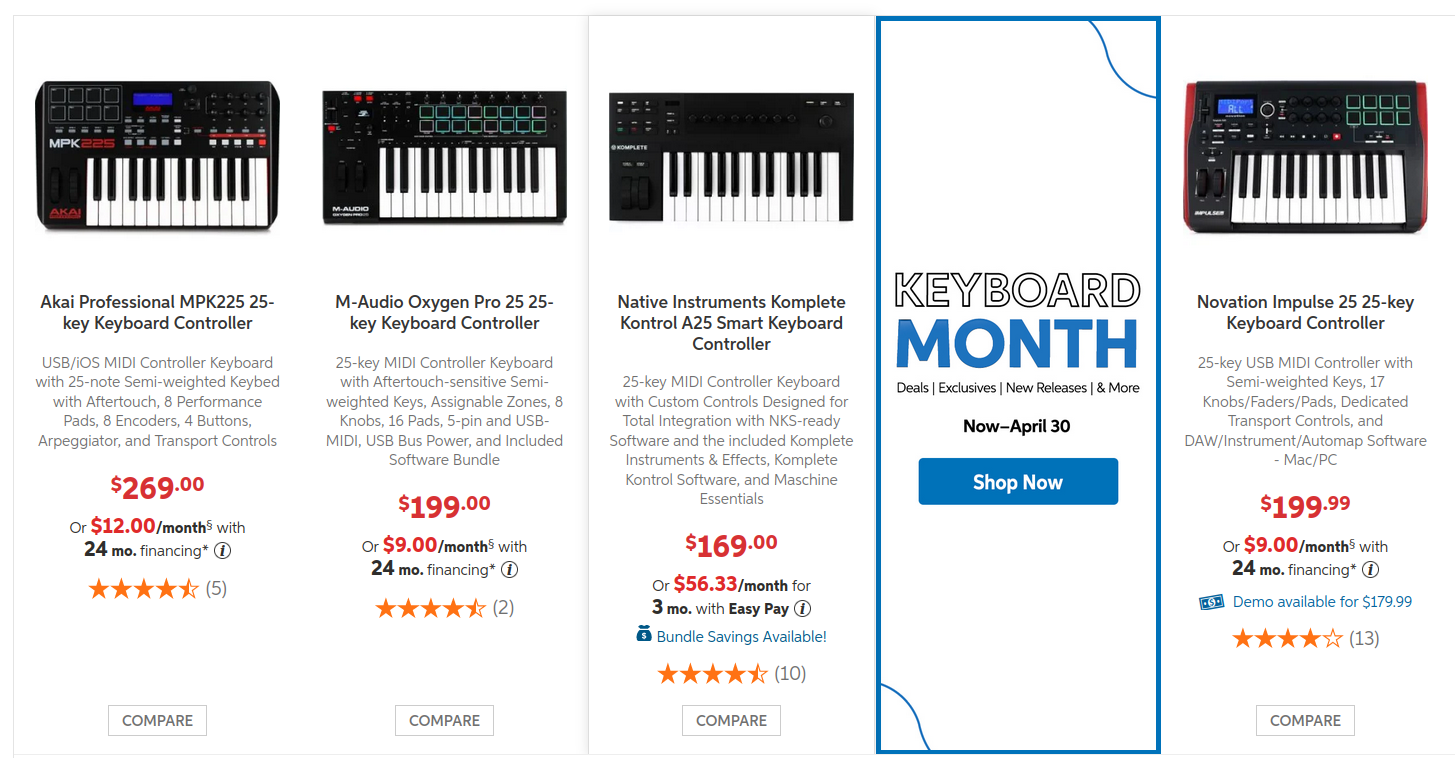 MPK225
AKAI
PROFESSIONAL
Akai Professional MPK225 25-
key Keyboard Controller
USB/iOS MIDI Controller Keyboard
with 25-note Semi-weighted Keybed
with Aftertouch, 8 Performance
Pads, 8 Encoders, 4 Buttons,
Arpeggiator, and Transport Controls
$269.00
Or $12.00/month§ with
24 mo. financing* i
(5)
COMPARE
M-AUDIO
OXYGEN PRO 25
M-Audio Oxygen Pro 25 25-
key Keyboard Controller
25-key MIDI Controller Keyboard
with Aftertouch-sensitive Semi-
weighted Keys, Assignable Zones, 8
Knobs, 16 Pads, 5-pin and USB-
MIDI, USB Bus Power, and Included
Software Bundle
$199.00
Or $9.00/month§ with
24 mo. financing* i
(2)
COMPARE
KOMPLETE
Native Instruments Komplete
Kontrol A25 Smart Keyboard
Controller
25-key MIDI Controller Keyboard
with Custom Controls Designed for
Total Integration with NKS-ready
Software and the included Komplete
Instruments & Effects, Komplete
Kontrol Software, and Maschine
Essentials
$169.00
Or $56.33/month for
3 mo. with Easy Pay i
$ Bundle Savings Available!
(10)
COMPARE
KEYBOARD
MONTH
Deals | Exclusives | New Releases | & More
Now–April 30
Shop Now
ALL
IMPULSE
Novation Impulse 25 25-key
Keyboard Controller
25-key USB MIDI Controller with
Semi-weighted Keys, 17
Knobs/Faders/Pads, Dedicated
Transport Controls, and
DAW/Instrument/Automap Software
- Mac/PC
$199.99
Or $9.00/month§ with
24 mo. financing* i
$ Demo available for $179.99
(13)
COMPARE